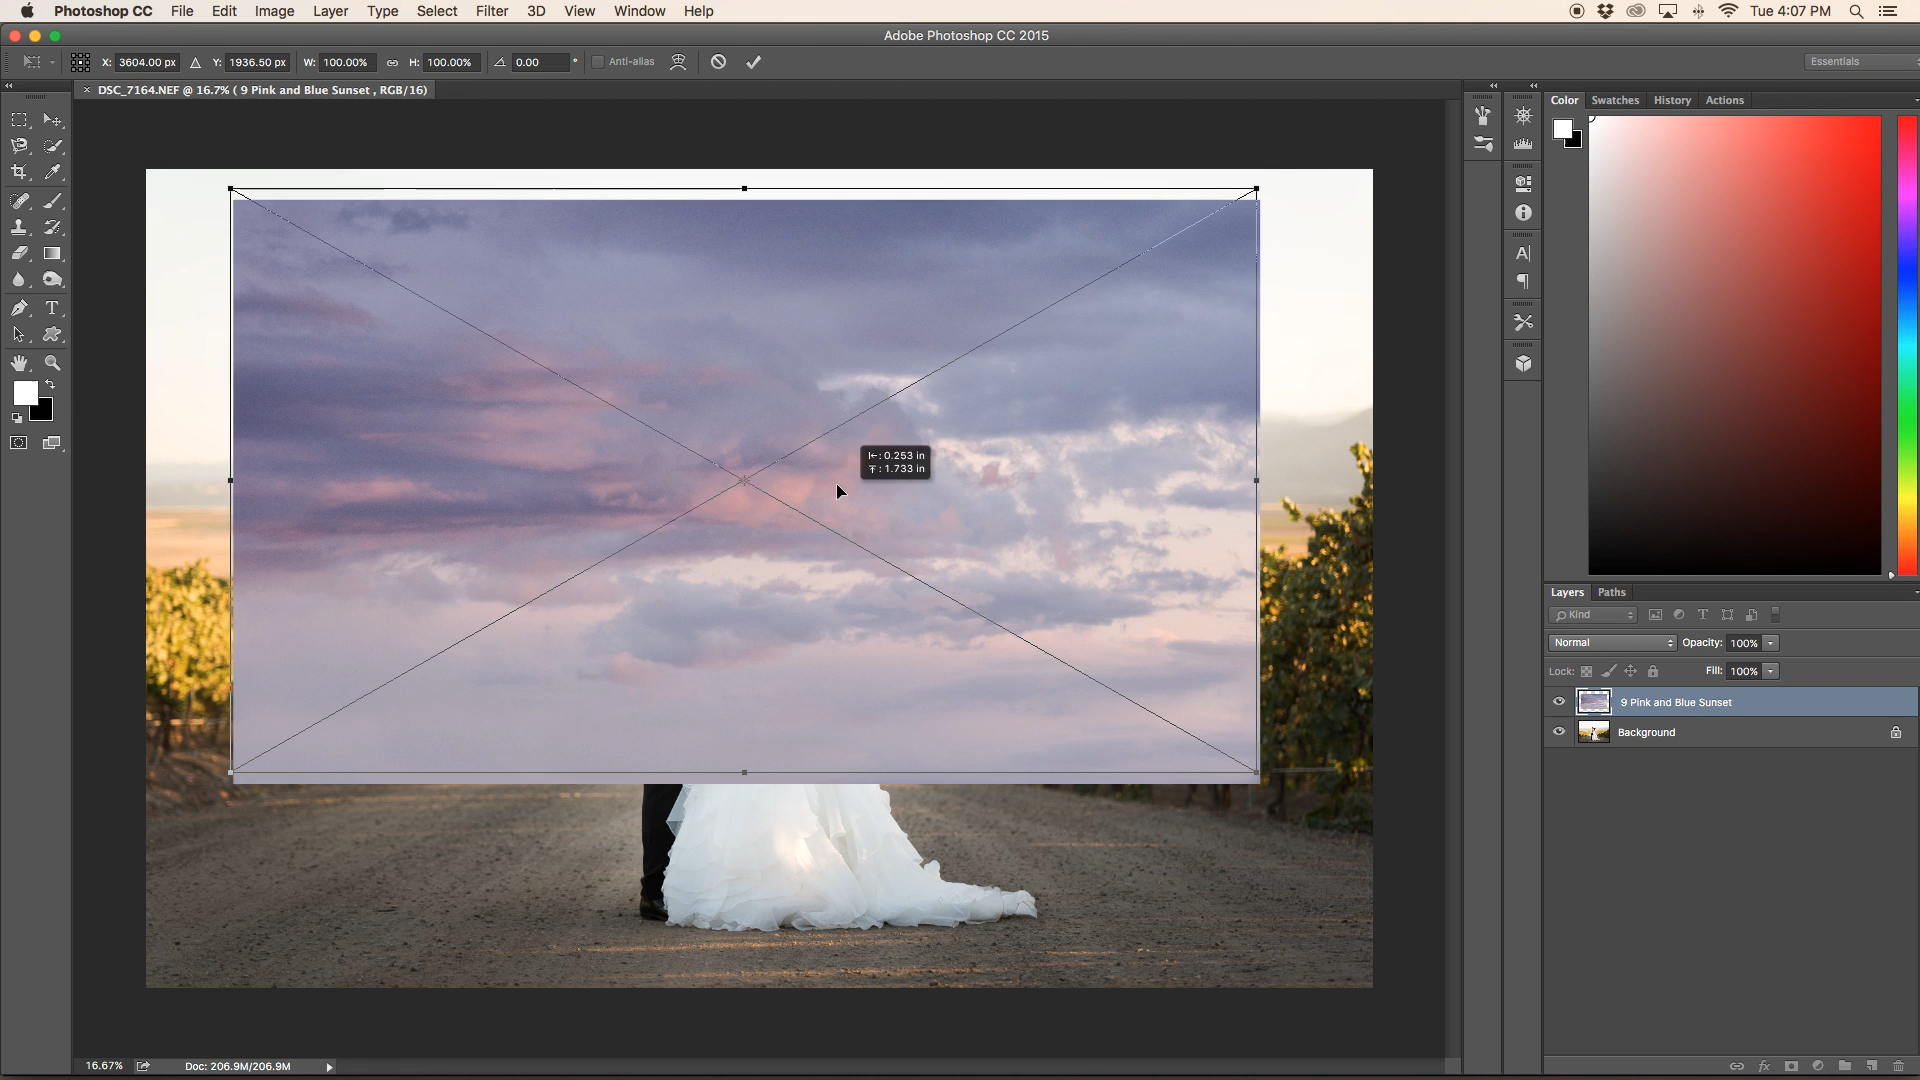 Photoshop CC File Edit Image Layer Type Select Filter 3D View Window Help Tue 4:07 PM
Adobe Photoshop CC 2015
X: 3604.00 px Y: 1936.50 px W: 100.00% H: 100.00% 0.00 ° Anti-alias Essentials
× DSC_7164.NEF @ 16.7% ( 9 Pink and Blue Sunset , RGB/16)
Color Swatches History Actions
: 0.253 in
: 1.733 in
Layers Paths
Kind
Normal Opacity: 100%
Lock: Fill: 100%
9 Pink and Blue Sunset
Background
16.67% Doc: 206.9M/206.9M